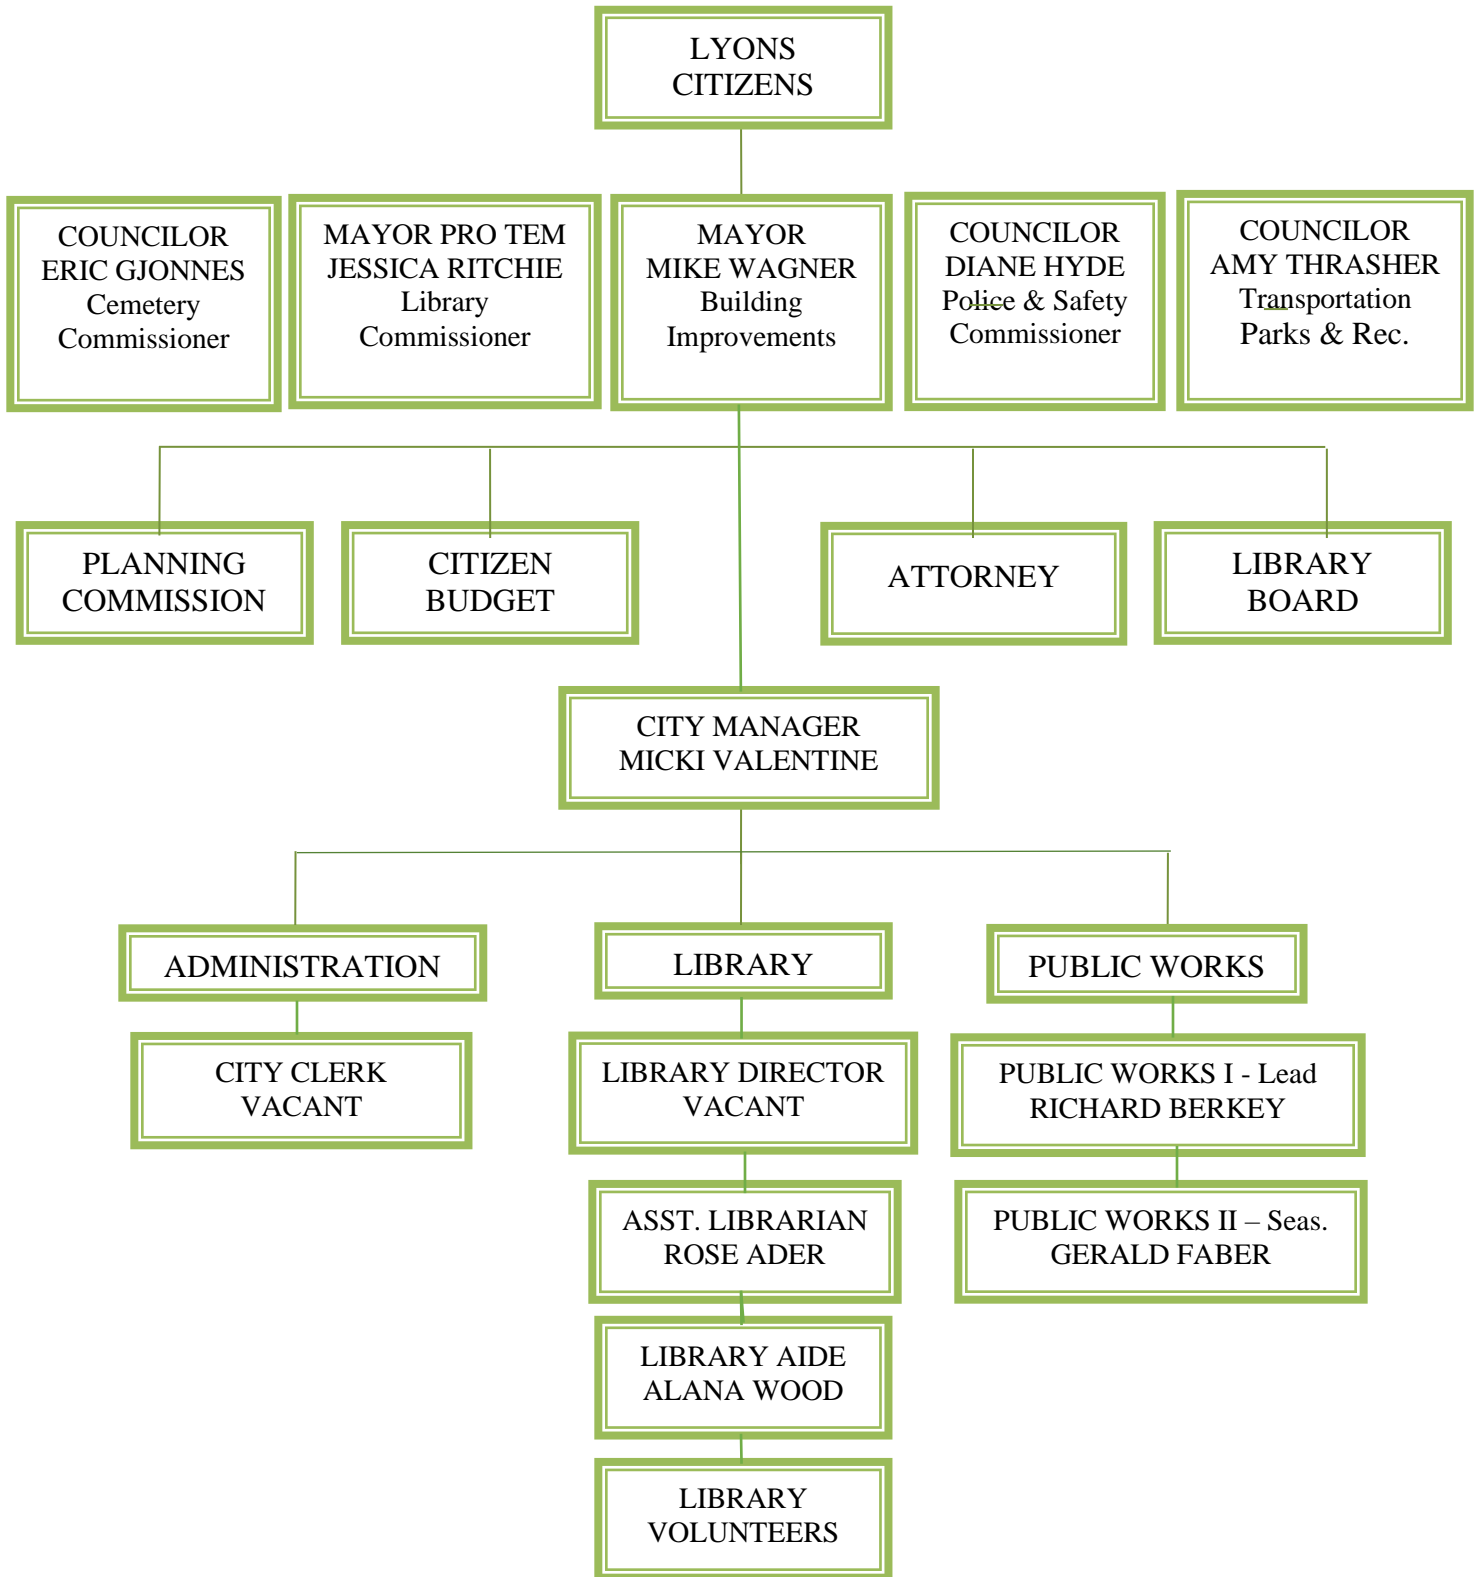 LYONS
CITIZENS
COUNCILOR
ERIC GJONNES
Cemetery
Commissioner
MAYOR PRO TEM
JESSICA RITCHIE
Library
Commissioner
MAYOR
MIKE WAGNER
Building
Improvements
COUNCILOR
DIANE HYDE
Police & Safety
Commissioner
COUNCILOR
AMY THRASHER
Transportation
Parks & Rec.
PLANNING
COMMISSION
CITIZEN
BUDGET
ATTORNEY
LIBRARY
BOARD
CITY MANAGER
MICKI VALENTINE
ADMINISTRATION
LIBRARY
PUBLIC WORKS
CITY CLERK
VACANT
LIBRARY DIRECTOR
VACANT
PUBLIC WORKS I - Lead
RICHARD BERKEY
ASST. LIBRARIAN
ROSE ADER
PUBLIC WORKS II – Seas.
GERALD FABER
LIBRARY AIDE
ALANA WOOD
LIBRARY
VOLUNTEERS